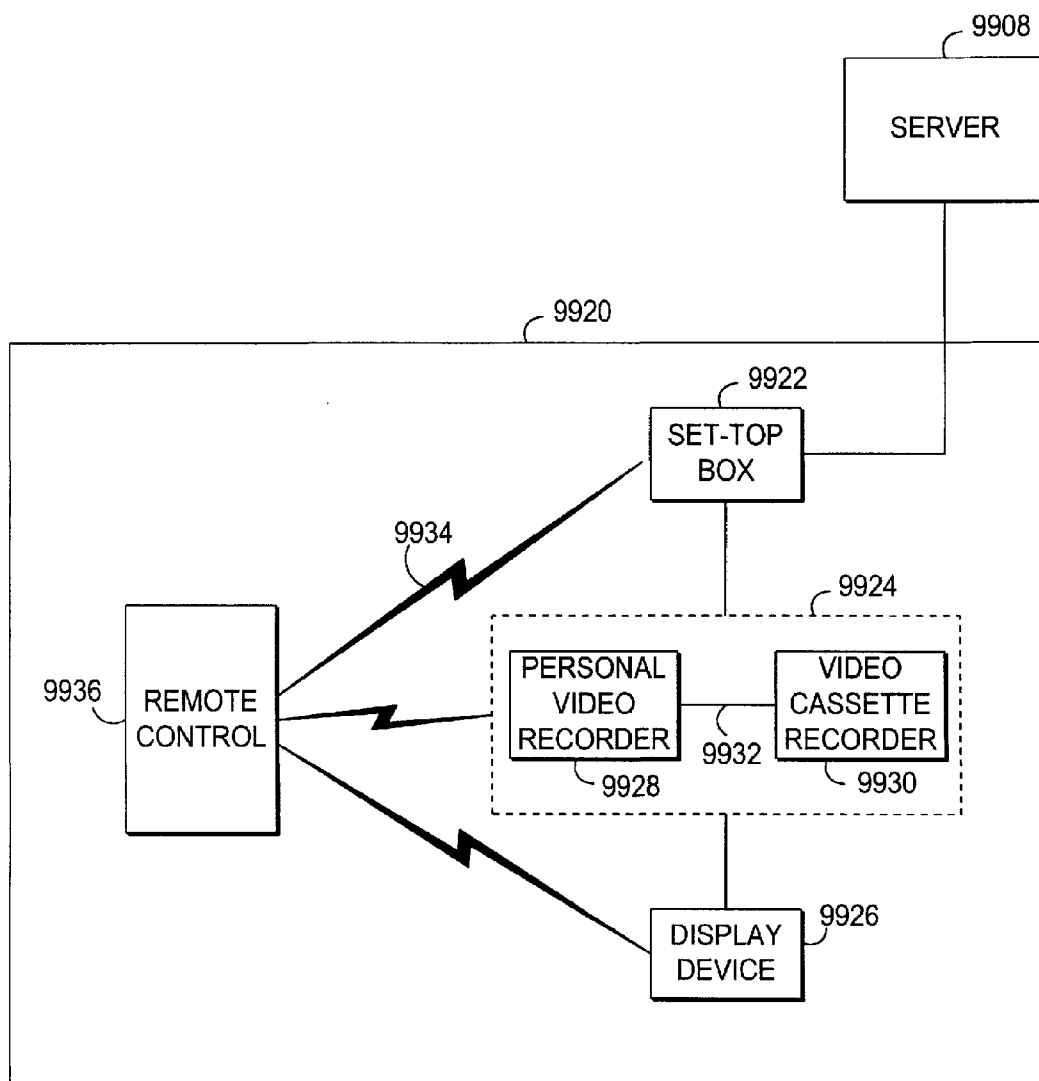 9908
SERVER
9920
9922
SET-TOP
BOX
9934
9924
9936
REMOTE
CONTROL
PERSONAL
VIDEO
RECORDER
9928
9932
VIDEO
CASSETTE
RECORDER
9930
9926
DISPLAY
DEVICE